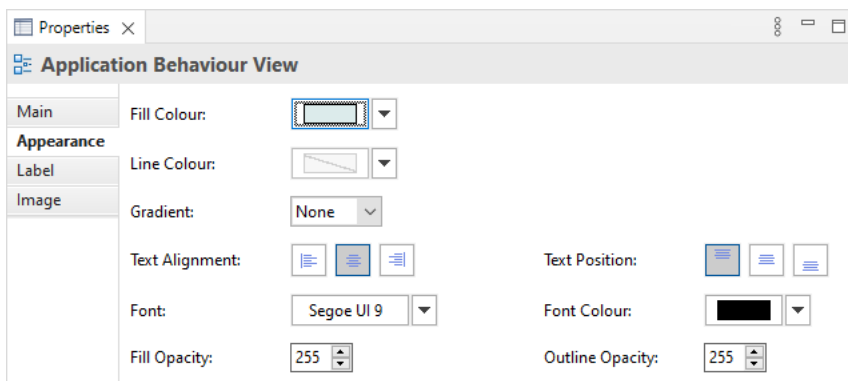 Properties
Application Behaviour View
Main
Appearance
Label
Image
Fill Colour:
Line Colour:
Gradient: None
Text Alignment: Text Position:
Font: Segoe UI 9 Font Colour:
Fill Opacity: 255 Outline Opacity: 255